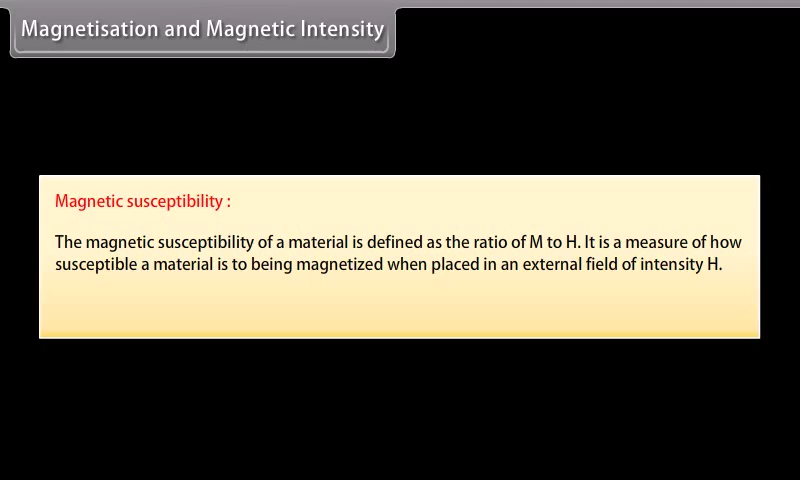 Magnetisation and Magnetic Intensity
Magnetic susceptibility :
The magnetic susceptibility of a material is defined as the ratio of M to H. It is a measure of how
susceptible a material is to being magnetized when placed in an external field of intensity H.